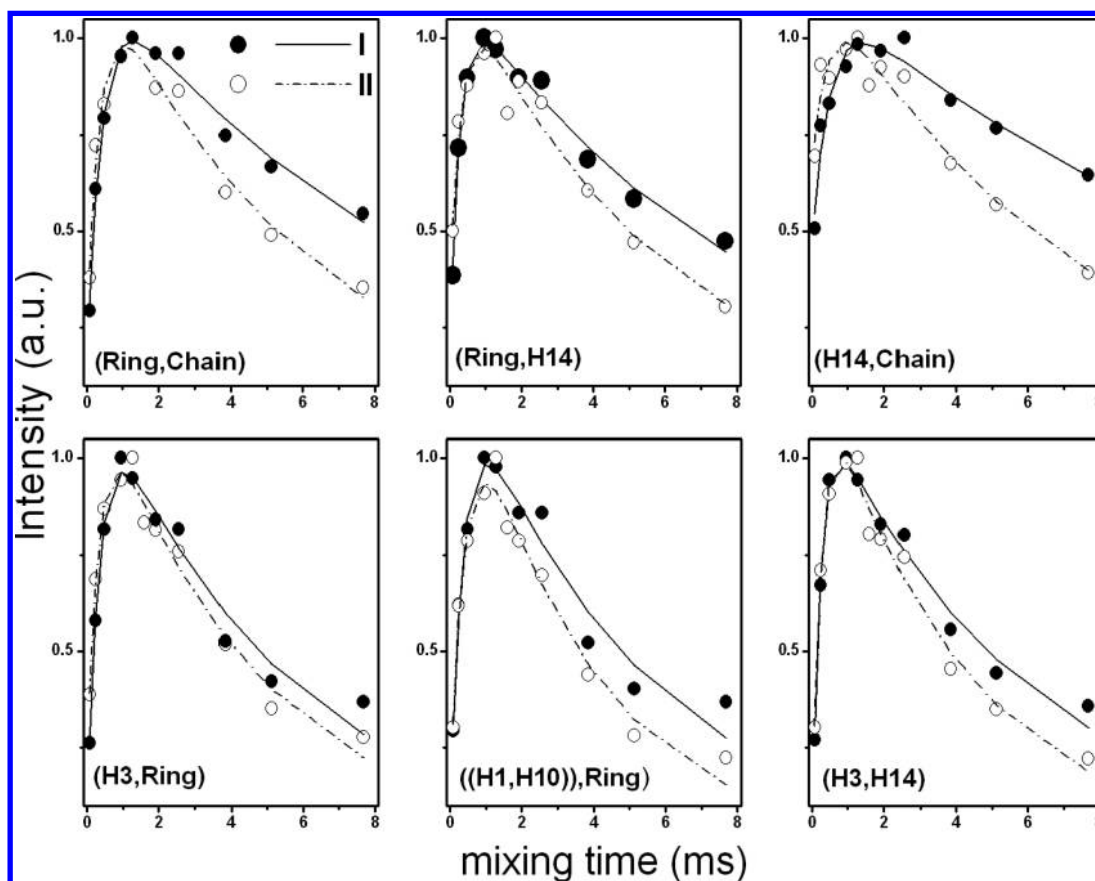 Intensity (a.u.)
1.0
0.5
I
II
(Ring,Chain)
0 2 4 6 8
1.0
0.5
(Ring,H14)
0 2 4 6 8
1.0
0.5
(H14,Chain)
0 2 4 6 8
1.0
0.5
(H3,Ring)
0 2 4 6 8
1.0
0.5
((H1,H10)),Ring)
0 2 4 6 8
1.0
0.5
(H3,H14)
0 2 4 6 8
mixing time (ms)